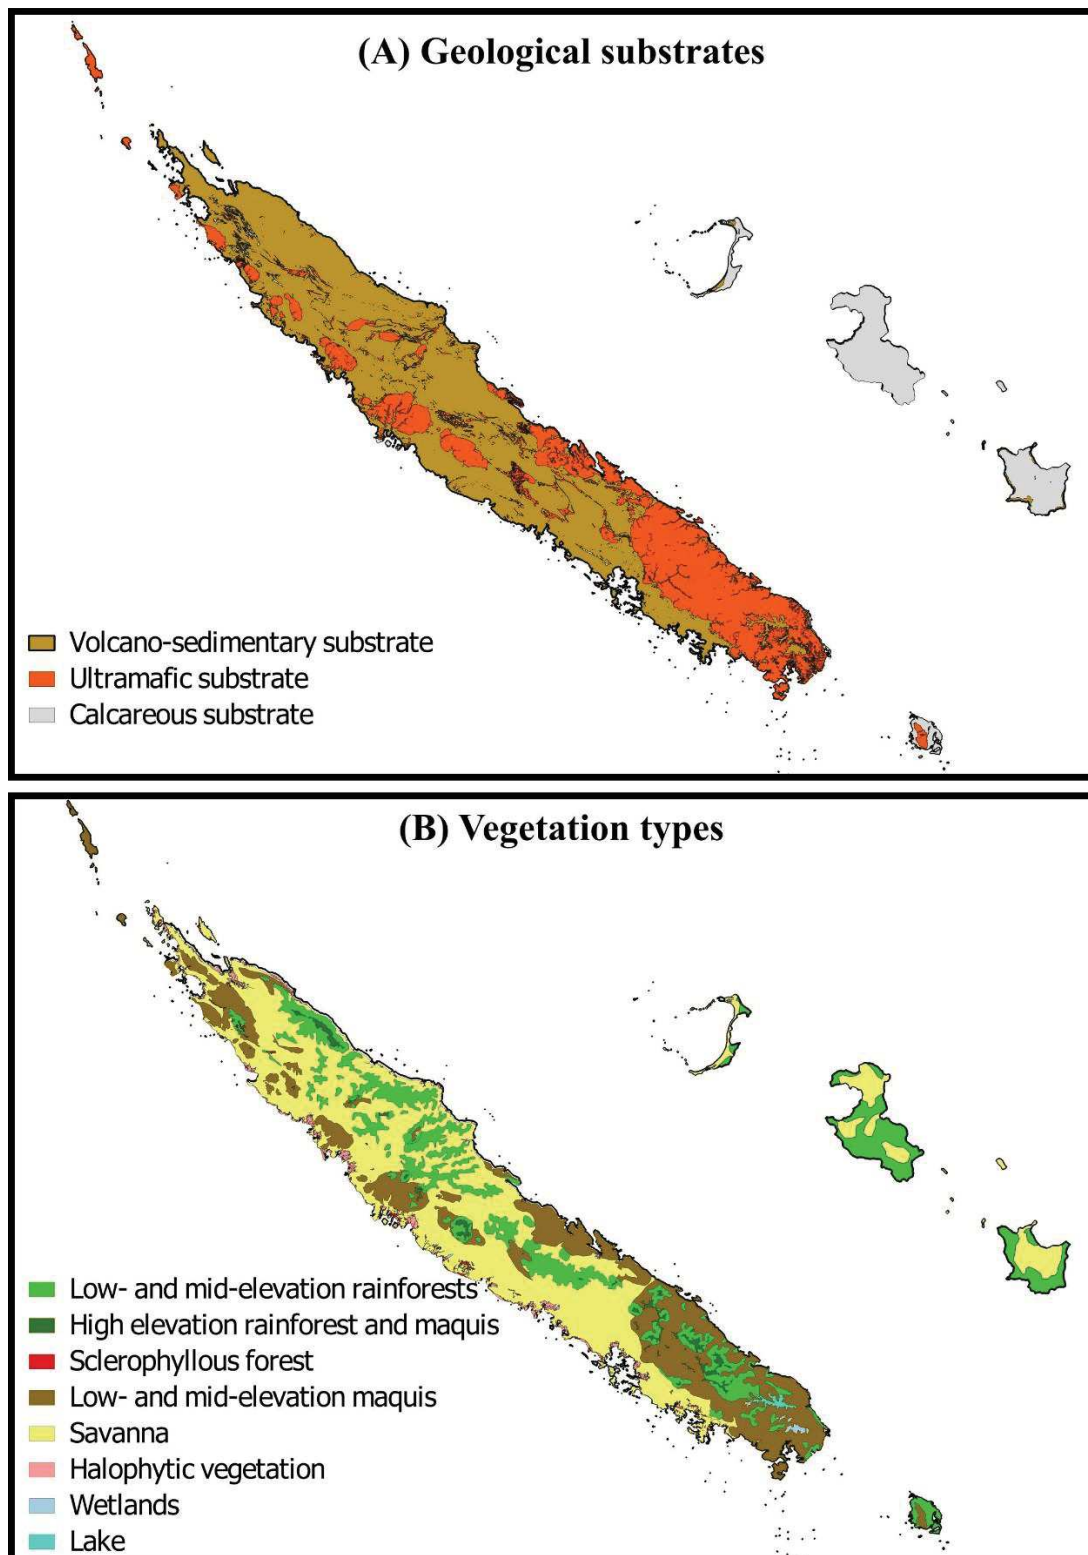 (A) Geological substrates
Volcano-sedimentary substrate
Ultramafic substrate
Calcareous substrate
(B) Vegetation types
Low- and mid-elevation rainforests
High elevation rainforest and maquis
Sclerophyllous forest
Low- and mid-elevation maquis
Savanna
Halophytic vegetation
Wetlands
Lake